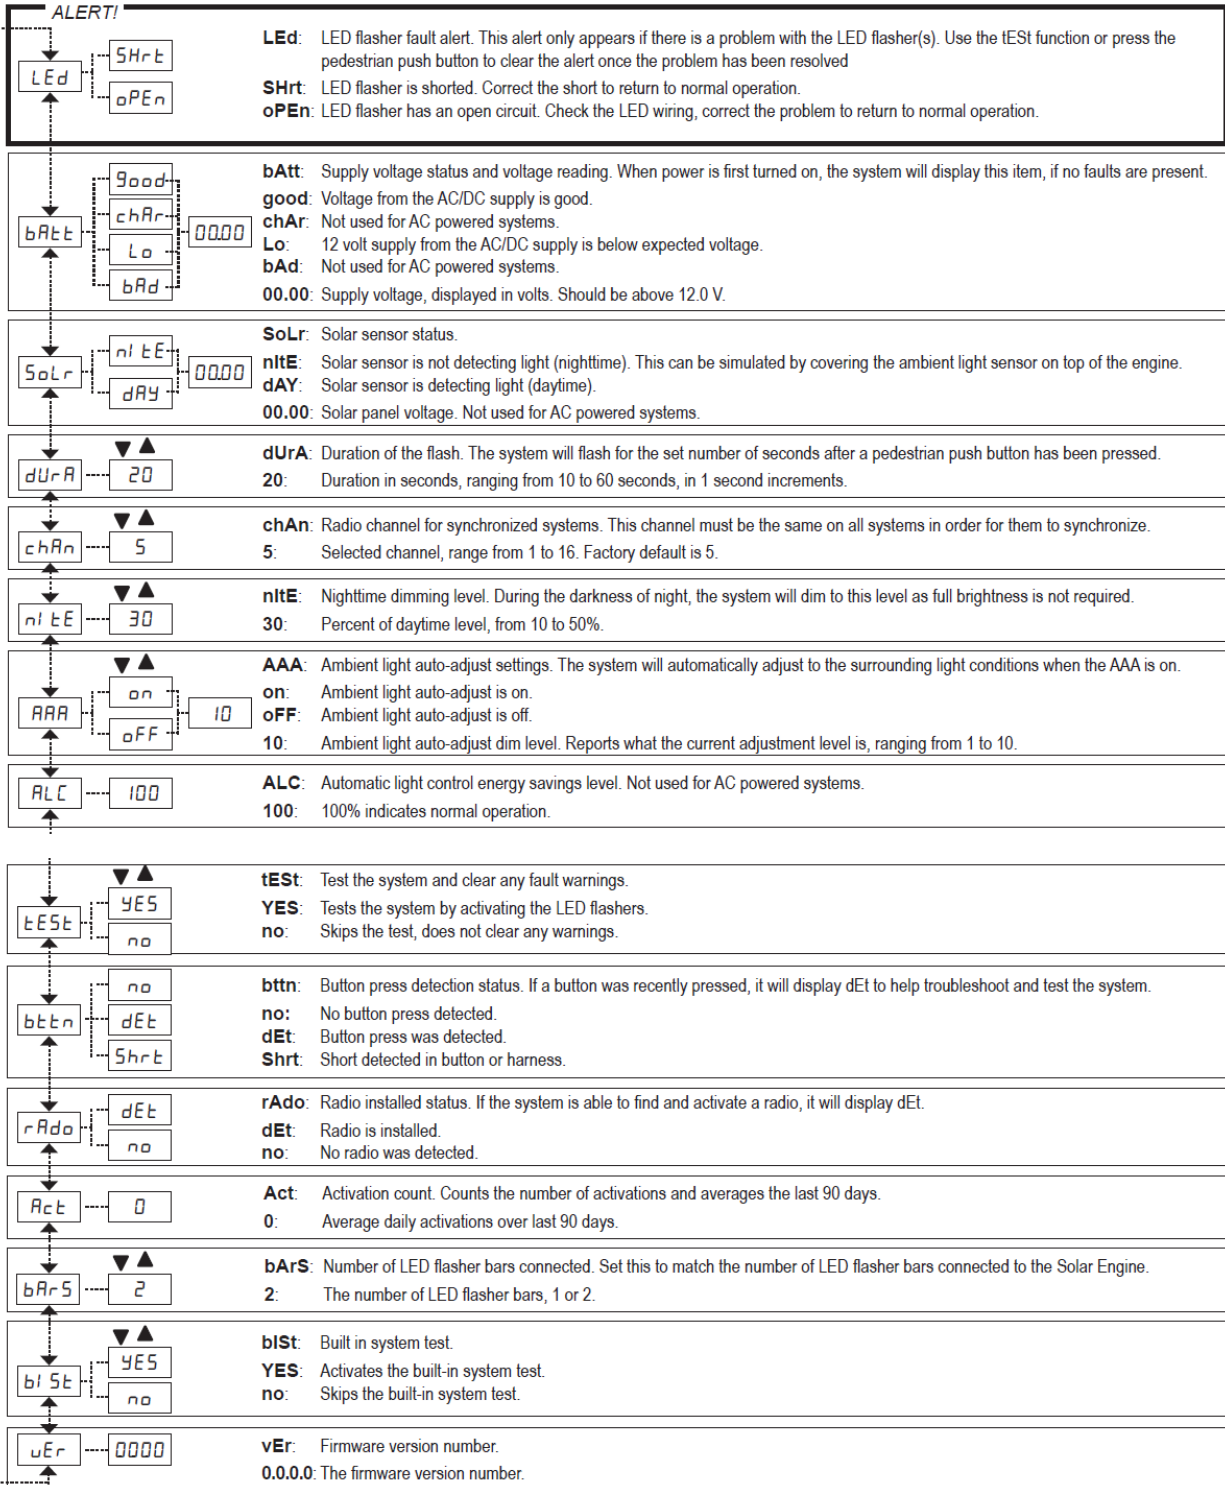 ALERT!
LEd
SHrt
oPEn
LEd: LED flasher fault alert. This alert only appears if there is a problem with the LED flasher(s). Use the tESt function or press the
pedestrian push button to clear the alert once the problem has been resolved
SHrt: LED flasher is shorted. Correct the short to return to normal operation.
oPEn: LED flasher has an open circuit. Check the LED wiring, correct the problem to return to normal operation.
bAtt
good
chAr
Lo
bAd
00.00
bAtt: Supply voltage status and voltage reading. When power is first turned on, the system will display this item, if no faults are present.
good: Voltage from the AC/DC supply is good.
chAr: Not used for AC powered systems.
Lo: 12 volt supply from the AC/DC supply is below expected voltage.
bAd: Not used for AC powered systems.
00.00: Supply voltage, displayed in volts. Should be above 12.0 V.
SoLr
nItE
dAY
00.00
SoLr: Solar sensor status.
nItE: Solar sensor is not detecting light (nighttime). This can be simulated by covering the ambient light sensor on top of the engine.
dAY: Solar sensor is detecting light (daytime).
00.00: Solar panel voltage. Not used for AC powered systems.
dUrA
20
dUrA: Duration of the flash. The system will flash for the set number of seconds after a pedestrian push button has been pressed.
20: Duration in seconds, ranging from 10 to 60 seconds, in 1 second increments.
chAn
5
chAn: Radio channel for synchronized systems. This channel must be the same on all systems in order for them to synchronize.
5: Selected channel, range from 1 to 16. Factory default is 5.
nItE
30
nItE: Nighttime dimming level. During the darkness of night, the system will dim to this level as full brightness is not required.
30: Percent of daytime level, from 10 to 50%.
AAA
on
oFF
10
AAA: Ambient light auto-adjust settings. The system will automatically adjust to the surrounding light conditions when the AAA is on.
on: Ambient light auto-adjust is on.
oFF: Ambient light auto-adjust is off.
10: Ambient light auto-adjust dim level. Reports what the current adjustment level is, ranging from 1 to 10.
ALC
100
ALC: Automatic light control energy savings level. Not used for AC powered systems.
100: 100% indicates normal operation.
tESt
YES
no
tESt: Test the system and clear any fault warnings.
YES: Tests the system by activating the LED flashers.
no: Skips the test, does not clear any warnings.
bttn
no
dEt
Shrt
bttn: Button press detection status. If a button was recently pressed, it will display dEt to help troubleshoot and test the system.
no: No button press detected.
dEt: Button press was detected.
Shrt: Short detected in button or harness.
rAdo
dEt
no
rAdo: Radio installed status. If the system is able to find and activate a radio, it will display dEt.
dEt: Radio is installed.
no: No radio was detected.
Act
0
Act: Activation count. Counts the number of activations and averages the last 90 days.
0: Average daily activations over last 90 days.
bArS
2
bArS: Number of LED flasher bars connected. Set this to match the number of LED flasher bars connected to the Solar Engine.
2: The number of LED flasher bars, 1 or 2.
bISt
YES
no
bISt: Built in system test.
YES: Activates the built-in system test.
no: Skips the built-in system test.
vEr
0000
vEr: Firmware version number.
0.0.0.0: The firmware version number.